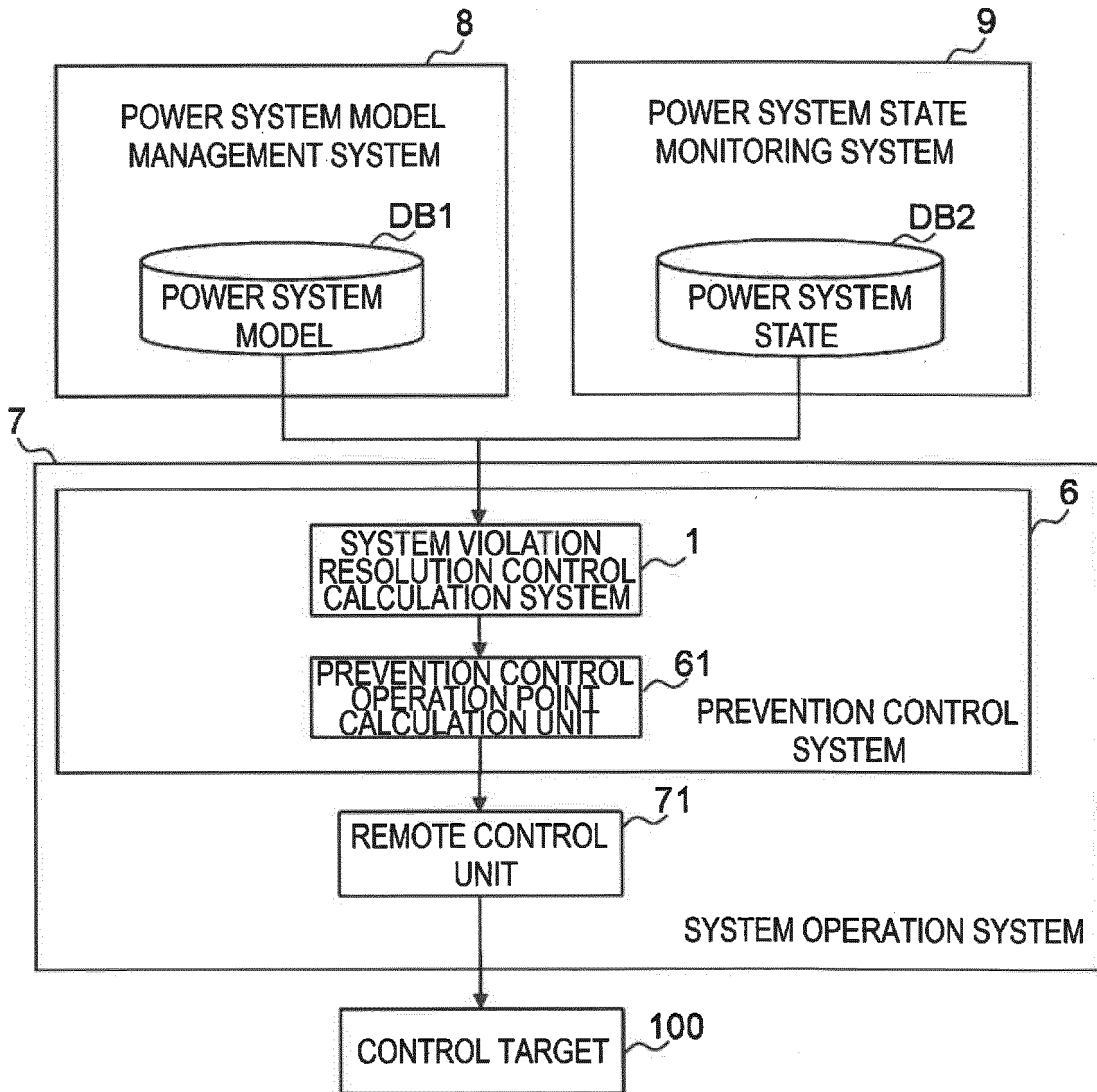 8
POWER SYSTEM MODEL
MANAGEMENT SYSTEM
DB1
POWER SYSTEM
MODEL
9
POWER SYSTEM STATE
MONITORING SYSTEM
DB2
POWER SYSTEM
STATE
7
6
SYSTEM VIOLATION
RESOLUTION CONTROL
CALCULATION SYSTEM
1
PREVENTION CONTROL
OPERATION POINT
CALCULATION UNIT
61
PREVENTION CONTROL
SYSTEM
REMOTE CONTROL
UNIT
71
SYSTEM OPERATION SYSTEM
CONTROL TARGET
100